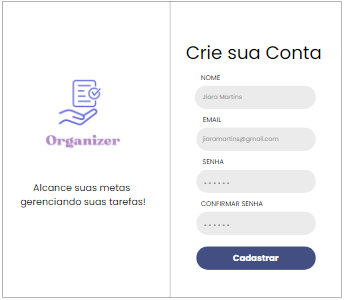 Organizer
Alcance suas metas
gerenciando suas tarefas!
Crie sua Conta
NOME
Jiara Martins
EMAIL
jiaramartins@gmail.com
SENHA
••••••
CONFIRMAR SENHA
••••••
Cadastrar